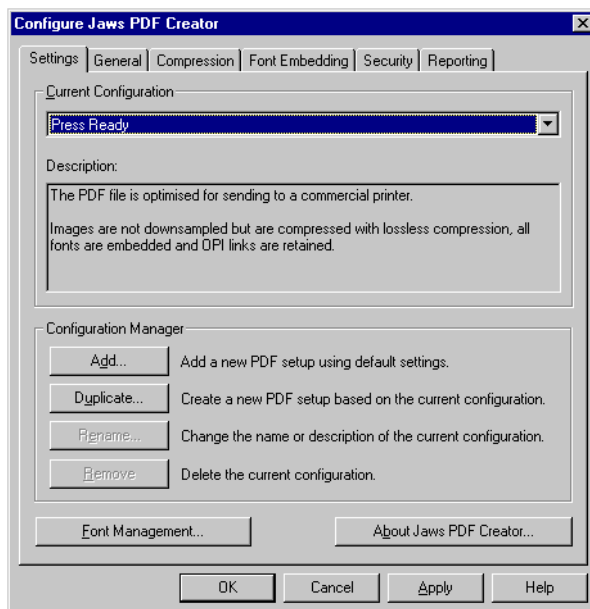 Configure Jaws PDF Creator
Settings General Compression Font Embedding Security Reporting
Current Configuration
Press Ready
Description:
The PDF file is optimised for sending to a commercial printer.
Images are not downsampled but are compressed with lossless compression, all
fonts are embedded and OPI links are retained.
Configuration Manager
Add... Add a new PDF setup using default settings.
Duplicate... Create a new PDF setup based on the current configuration.
Rename... Change the name or description of the current configuration.
Remove Delete the current configuration.
Font Management... About Jaws PDF Creator...
OK Cancel Apply Help